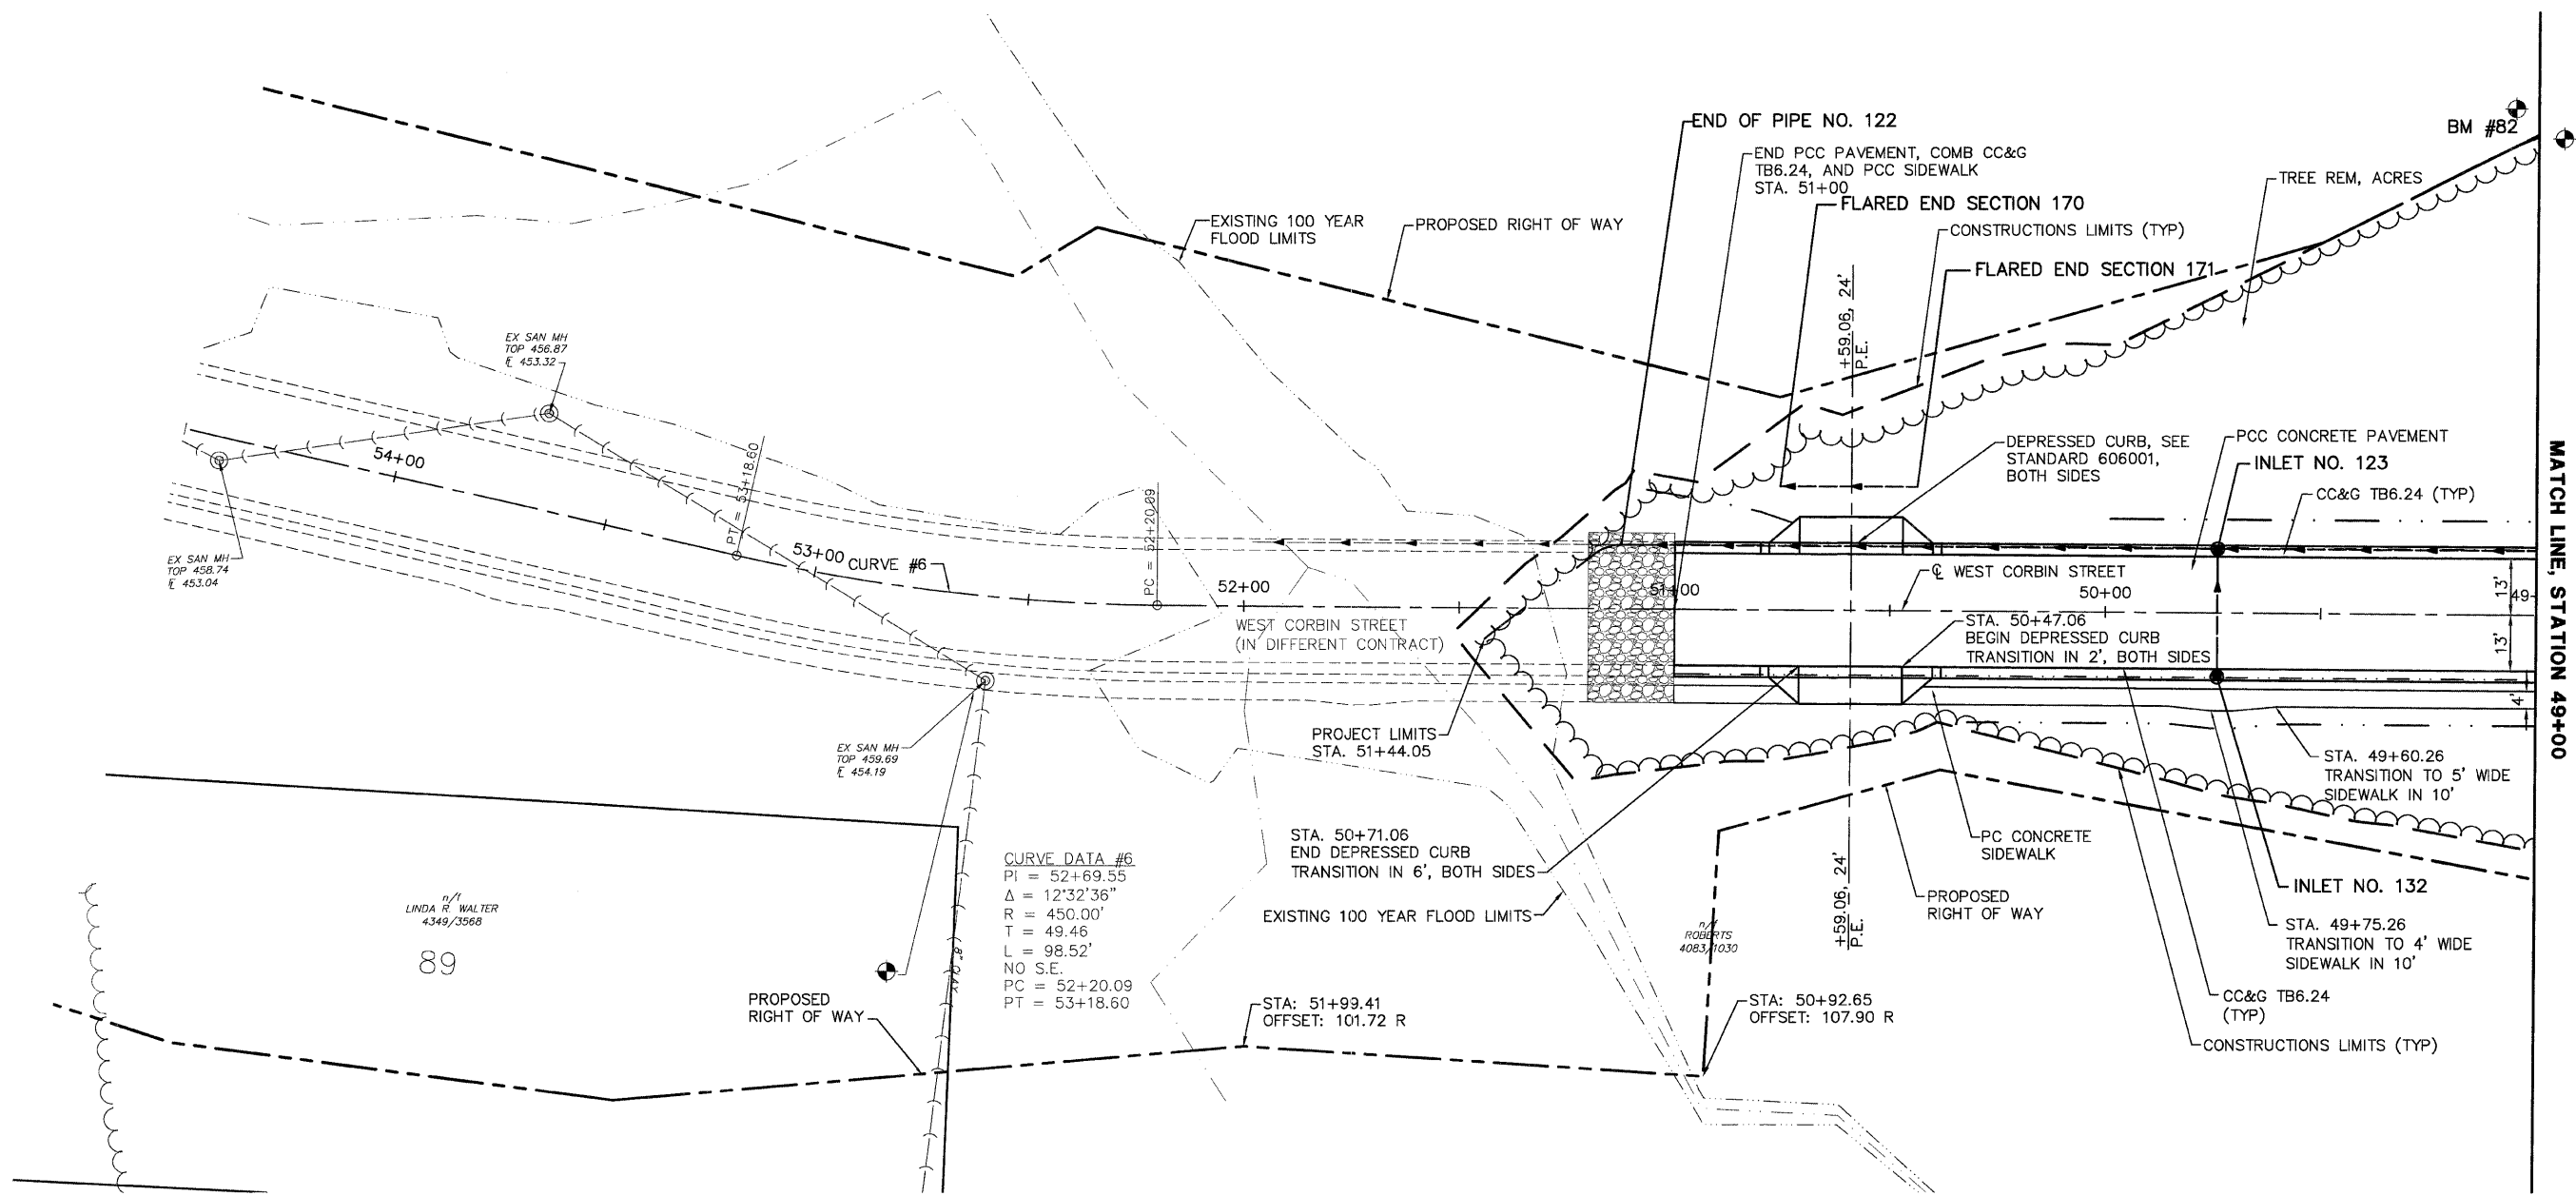 END OF PIPE NO. 122
END PCC PAVEMENT, COMB CC&G
TB6.24, AND PCC SIDEWALK
STA. 51+00
FLARED END SECTION 170
CONSTRUCTIONS LIMITS (TYP)
FLARED END SECTION 171
BM #82
TREE REM, ACRES
EXISTING 100 YEAR
FLOOD LIMITS
PROPOSED RIGHT OF WAY
+59.06, 24'
P.E.
EX SAN MH
TOP 456.87
FL 453.32
54+00
PT = 53+18.60
53+00
CURVE #6
PC = 52+20.09
52+00
WEST CORBIN STREET
(IN DIFFERENT CONTRACT)
EX SAN MH
TOP 458.74
FL 453.04
DEPRESSED CURB, SEE
STANDARD 606001,
BOTH SIDES
PCC CONCRETE PAVEMENT
INLET NO. 123
CC&G TB6.24 (TYP)
MATCH LINE, STATION 49+00
51+00
CL WEST CORBIN STREET
50+00
13'
49
13'
4'
STA. 50+47.06
BEGIN DEPRESSED CURB
TRANSITION IN 2', BOTH SIDES
PROJECT LIMITS
STA. 51+44.05
EX SAN MH
TOP 459.69
FL 454.19
STA. 49+60.26
TRANSITION TO 5' WIDE
SIDEWALK IN 10'
STA. 50+71.06
END DEPRESSED CURB
TRANSITION IN 6', BOTH SIDES
EXISTING 100 YEAR FLOOD LIMITS
PC CONCRETE
SIDEWALK
PROPOSED
RIGHT OF WAY
INLET NO. 132
STA. 49+75.26
TRANSITION TO 4' WIDE
SIDEWALK IN 10'
CC&G TB6.24
(TYP)
CONSTRUCTIONS LIMITS (TYP)
+59.06, 24'
P.E.
n/f
ROBERTS
4083/1030
CURVE DATA #6
PI = 52+69.55
Δ = 12°32'36"
R = 450.00'
T = 49.46
L = 98.52'
NO S.E.
PC = 52+20.09
PT = 53+18.60
n/f
LINDA R. WALTER
4349/3568
89
8" CLAY
PROPOSED
RIGHT OF WAY
STA: 51+99.41
OFFSET: 101.72 R
STA: 50+92.65
OFFSET: 107.90 R